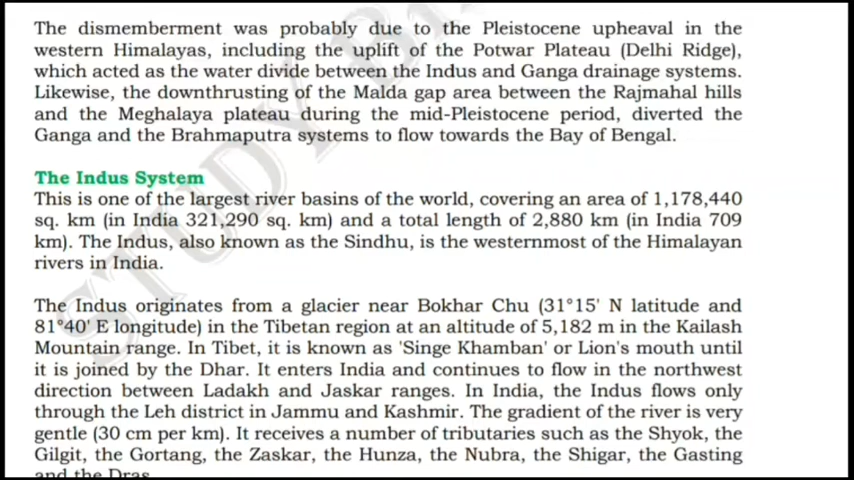 The dismemberment was probably due to the Pleistocene upheaval in the
western Himalayas, including the uplift of the Potwar Plateau (Delhi Ridge),
which acted as the water divide between the Indus and Ganga drainage systems.
Likewise, the downthrusting of the Malda gap area between the Rajmahal hills
and the Meghalaya plateau during the mid-Pleistocene period, diverted the
Ganga and the Brahmaputra systems to flow towards the Bay of Bengal.
The Indus System
This is one of the largest river basins of the world, covering an area of 1,178,440
sq. km (in India 321,290 sq. km) and a total length of 2,880 km (in India 709
km). The Indus, also known as the Sindhu, is the westernmost of the Himalayan
rivers in India.
The Indus originates from a glacier near Bokhar Chu (31°15' N latitude and
81°40' E longitude) in the Tibetan region at an altitude of 5,182 m in the Kailash
Mountain range. In Tibet, it is known as 'Singe Khamban' or Lion's mouth until
it is joined by the Dhar. It enters India and continues to flow in the northwest
direction between Ladakh and Jaskar ranges. In India, the Indus flows only
through the Leh district in Jammu and Kashmir. The gradient of the river is very
gentle (30 cm per km). It receives a number of tributaries such as the Shyok, the
Gilgit, the Gortang, the Zaskar, the Hunza, the Nubra, the Shigar, the Gasting
and the Dras
STUDY